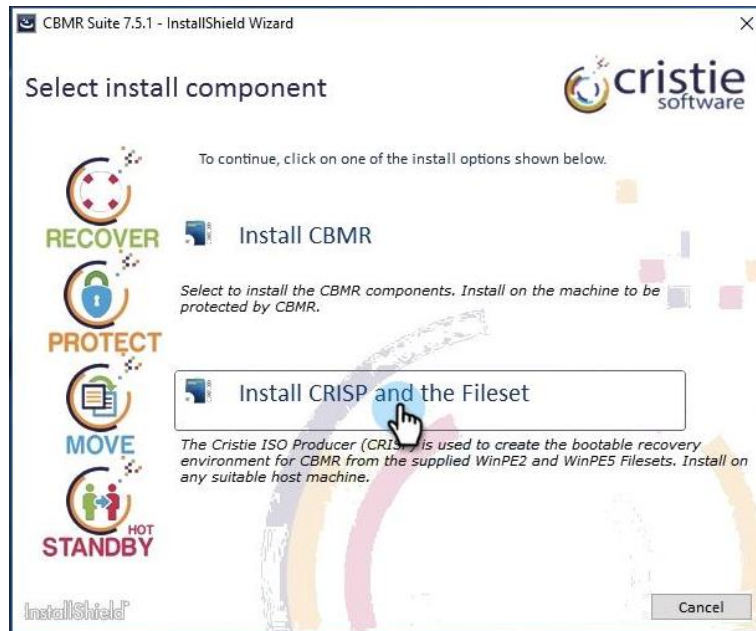 CBMR Suite 7.5.1 - InstallShield Wizard
Select install component
cristie
software
To continue, click on one of the install options shown below.
RECOVER
Install CBMR
Select to install the CBMR components. Install on the machine to be
protected by CBMR.
PROTECT
Install CRISP and the Fileset
MOVE
The Cristie ISO Producer (CRISP) is used to create the bootable recovery
environment for CBMR from the supplied WinPE2 and WinPE5 Filesets. Install on
any suitable host machine.
HOT
STANDBY
InstallShield
Cancel